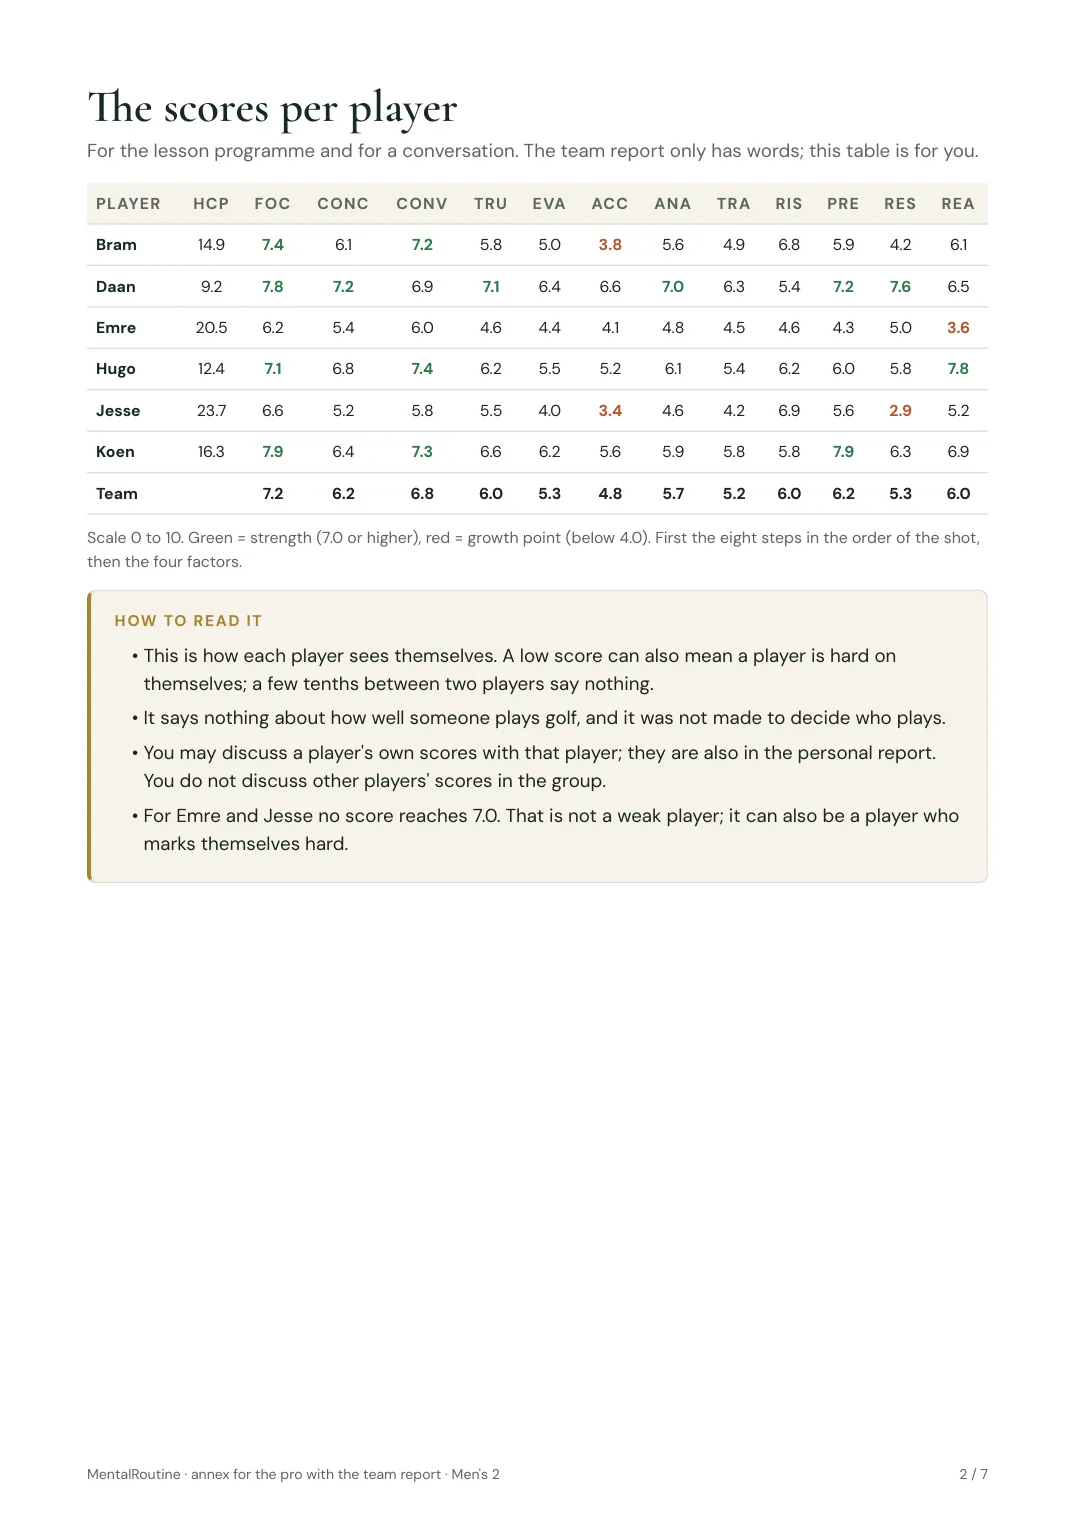 The scores per player
For the lesson programme and for a conversation. The team report only has words; this table is for you.
PLAYER HCP FOC CONC CONV TRU EVA ACC ANA TRA RIS PRE RES REA
Bram 14.9 7.4 6.1 7.2 5.8 5.0 3.8 5.6 4.9 6.8 5.9 4.2 6.1
Daan 9.2 7.8 7.2 6.9 7.1 6.4 6.6 7.0 6.3 5.4 7.2 7.6 6.5
Emre 20.5 6.2 5.4 6.0 4.6 4.4 4.1 4.8 4.5 4.6 4.3 5.0 3.6
Hugo 12.4 7.1 6.8 7.4 6.2 5.5 5.2 6.1 5.4 6.2 6.0 5.8 7.8
Jesse 23.7 6.6 5.2 5.8 5.5 4.0 3.4 4.6 4.2 6.9 5.6 2.9 5.2
Koen 16.3 7.9 6.4 7.3 6.6 6.2 5.6 5.9 5.8 5.8 7.9 6.3 6.9
Team 7.2 6.2 6.8 6.0 5.3 4.8 5.7 5.2 6.0 6.2 5.3 6.0
Scale 0 to 10. Green = strength (7.0 or higher), red = growth point (below 4.0). First the eight steps in the order of the shot,
then the four factors.
HOW TO READ IT
• This is how each player sees themselves. A low score can also mean a player is hard on
themselves; a few tenths between two players say nothing.
• It says nothing about how well someone plays golf, and it was not made to decide who plays.
• You may discuss a player's own scores with that player; they are also in the personal report.
You do not discuss other players' scores in the group.
• For Emre and Jesse no score reaches 7.0. That is not a weak player; it can also be a player who
marks themselves hard.
MentalRoutine · annex for the pro with the team report · Men's 2
2 / 7